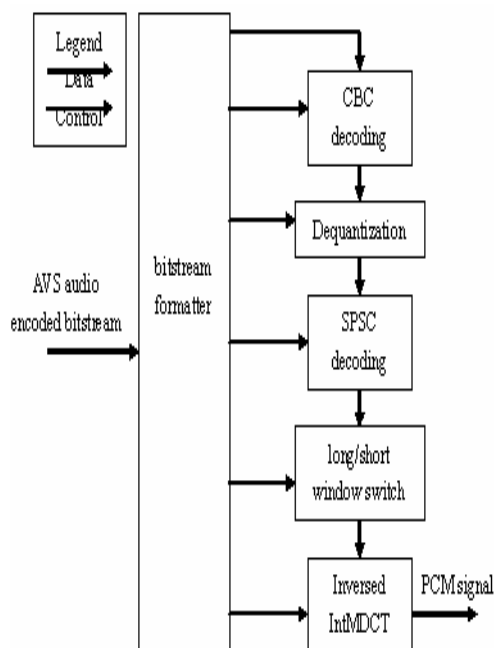 Legend
Data
Control
AVS audio
encoded bitstream
bitstream
formatter
CBC
decoding
Dequantization
SPSC
decoding
long/short
window switch
Inversed
IntMDCT
PCM signal